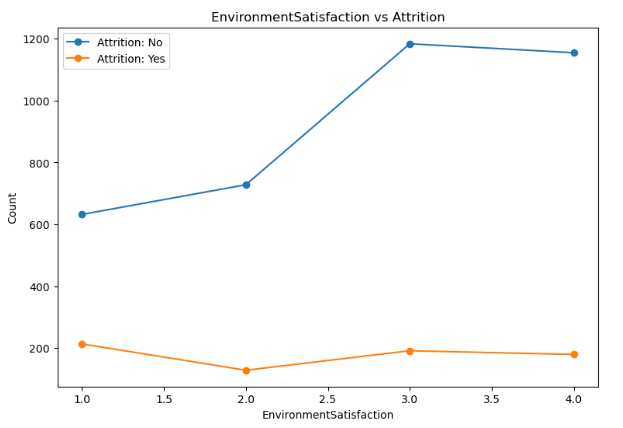 EnvironmentSatisfaction vs Attrition
Attrition: No
Attrition: Yes
1200
1000
800
600
400
200
Count
1.0 1.5 2.0 2.5 3.0 3.5 4.0
EnvironmentSatisfaction